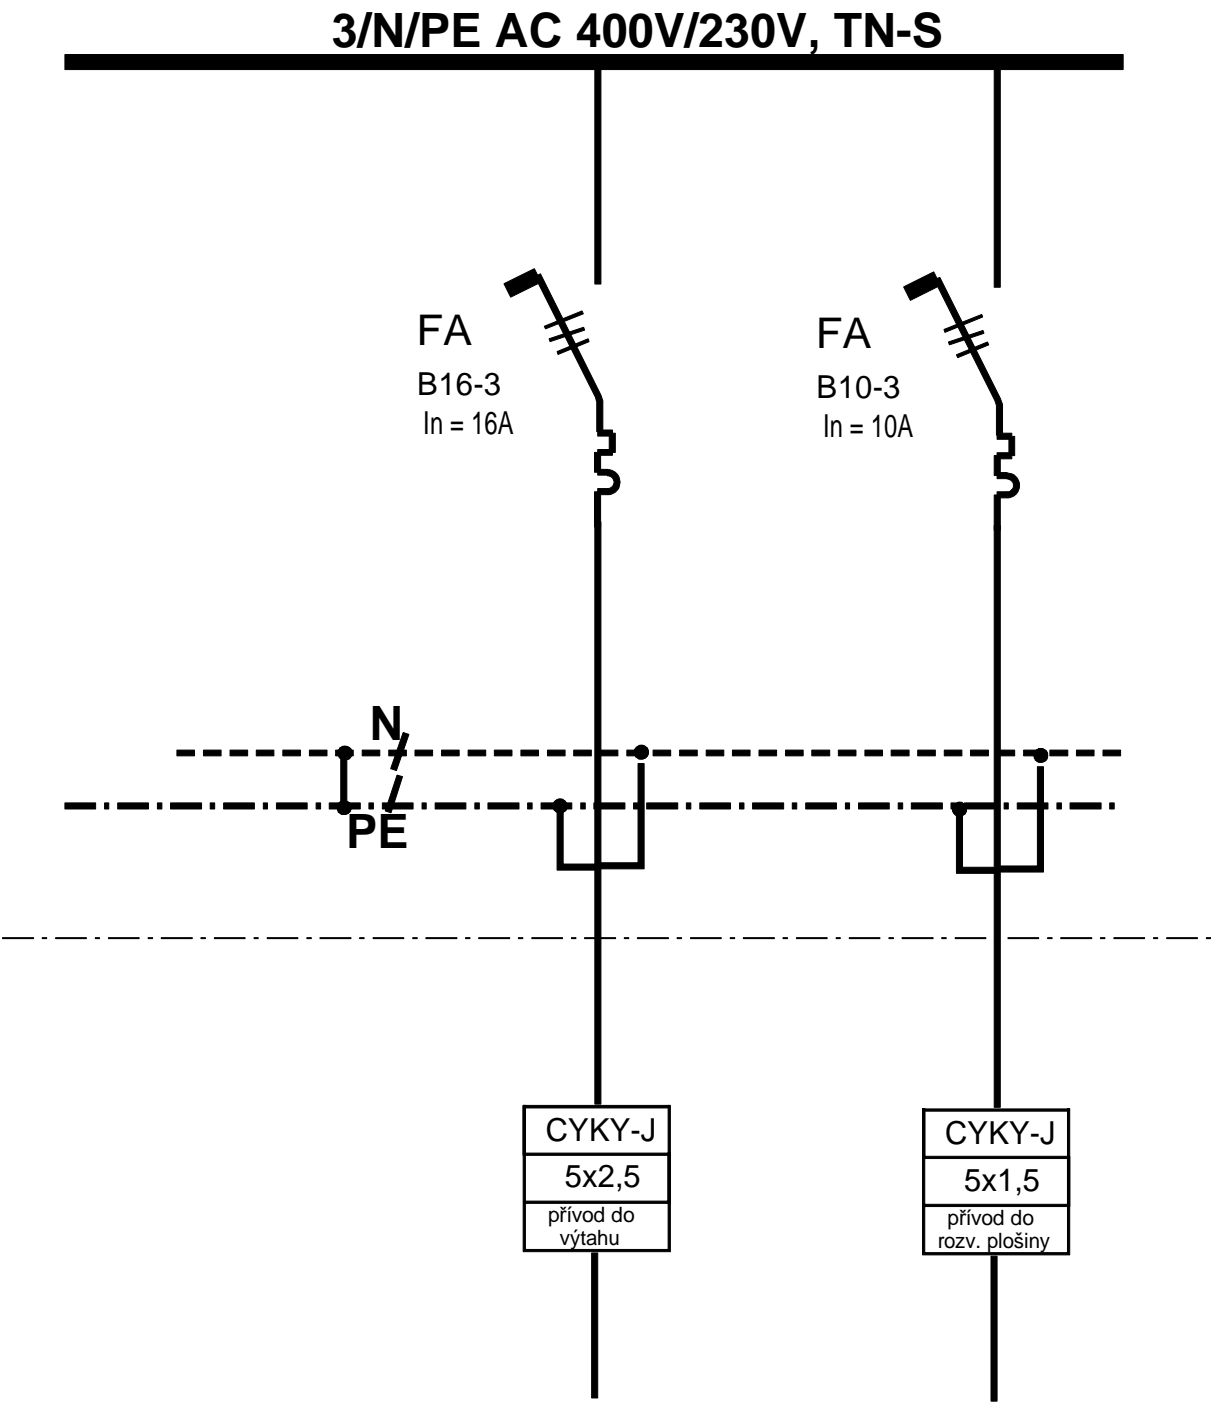 3/N/PE AC 400V/230V, TN-S
FA
B16-3
In = 16A
FA
B10-3
In = 10A
N
PE
CYKY-J
5x2,5
přívod do
výtahu
CYKY-J
5x1,5
přívod do
rozv. plošiny